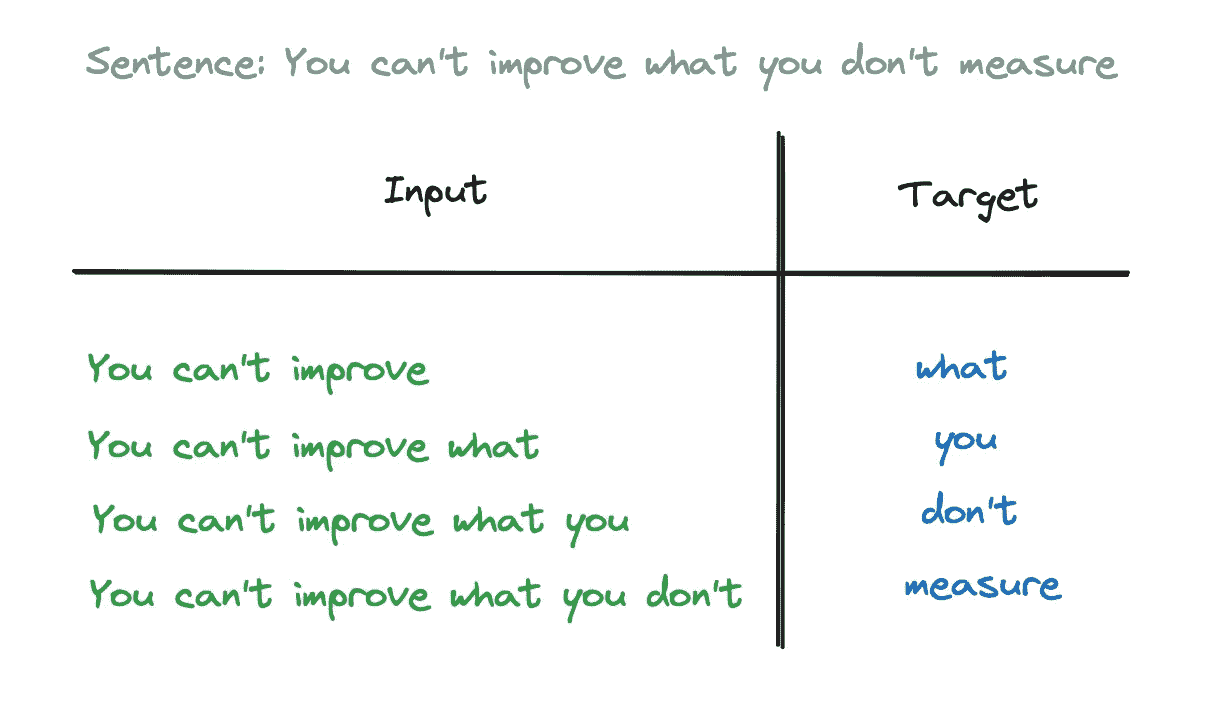 Sentence: You can't improve what you don't measure
Input Target
You can't improve what
You can't improve what you
You can't improve what you don't
You can't improve what you don't measure